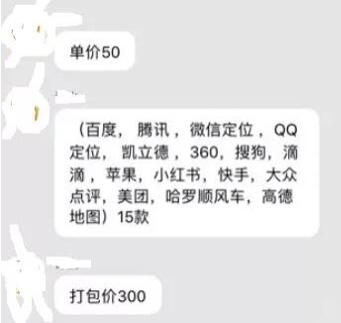 单价50
（百度， 腾讯 ，微信定位 ，QQ
定位， 凯立德 ，360，搜狗，滴
滴 ，苹果，小红书，快手，大众
点评，美团，哈罗顺风车，高德
地图）15款
打包价300